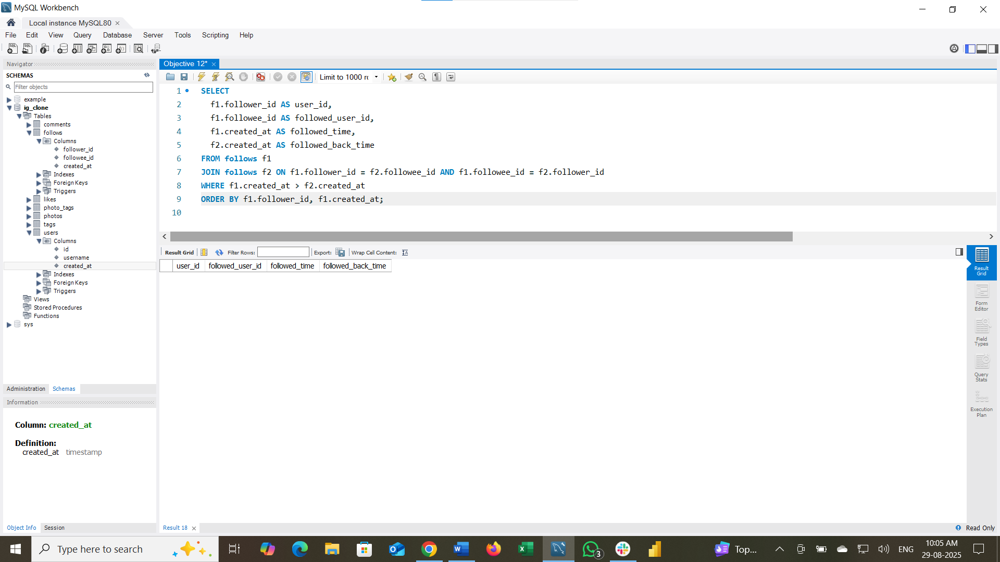 MySQL Workbench
Local instance MySQL80
File Edit View Query Database Server Tools Scripting Help
Navigator
SCHEMAS
Filter objects
example
ig_clone
Tables
comments
follows
Columns
follower_id
followee_id
created_at
Indexes
Foreign Keys
Triggers
likes
photo_tags
photos
tags
users
Columns
id
username
created_at
Indexes
Foreign Keys
Triggers
Views
Stored Procedures
Functions
sys
Administration Schemas
Information
Column: created_at
Definition:
created_at timestamp
Object Info Session
Objective 12*
Limit to 1000 rc
1 SELECT
2 f1.follower_id AS user_id,
3 f1.followee_id AS followed_user_id,
4 f1.created_at AS followed_time,
5 f2.created_at AS followed_back_time
6 FROM follows f1
7 JOIN follows f2 ON f1.follower_id = f2.followee_id AND f1.followee_id = f2.follower_id
8 WHERE f1.created_at > f2.created_at
9 ORDER BY f1.follower_id, f1.created_at;
10
Result Grid Filter Rows: Export: Wrap Cell Content:
user_id followed_user_id followed_time followed_back_time
Result
Grid
Form
Editor
Field
Types
Query
Stats
Execution
Plan
Result 18
Read Only
Type here to search
3
Top...
ENG
10:05 AM
29-08-2025